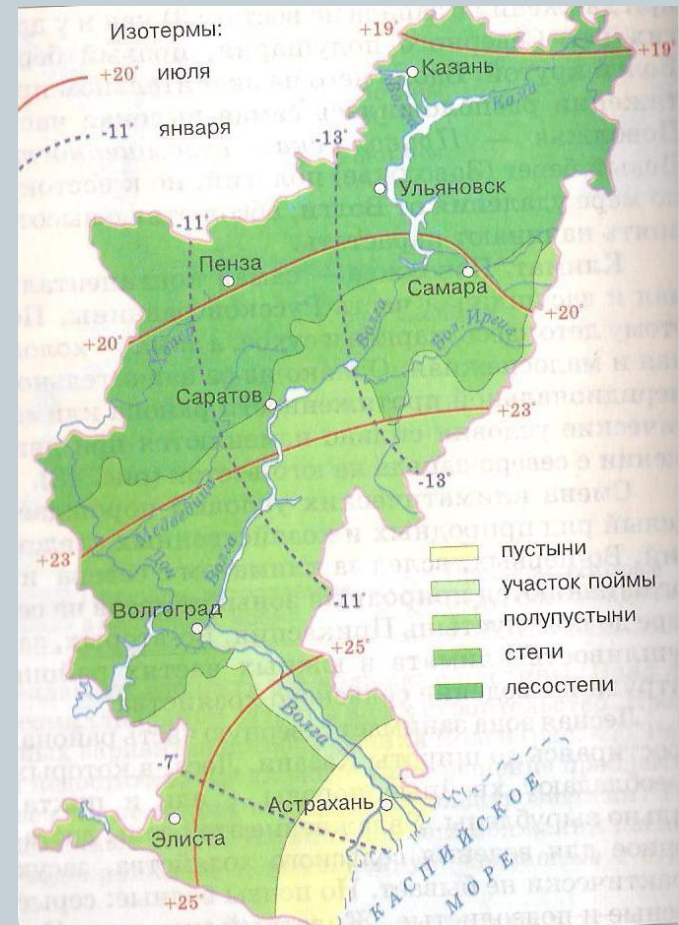 Изотермы:
+20° июля
-11° января
+19°
+19°
Казань
Волга
Кама
-13°
Ульяновск
-11°
Пенза
Самара
+20°
Волга
Бол. Иргиз
+20°
Саратов
+23°
-13°
Медведица
Дон
Волга
+23°
-11°
Волгоград
+25°
пустыни
участок поймы
полупустыни
степи
лесостепи
Волга
-7°
Астрахань
Элиста
КАСПИЙСКОЕ
МОРЕ
+25°